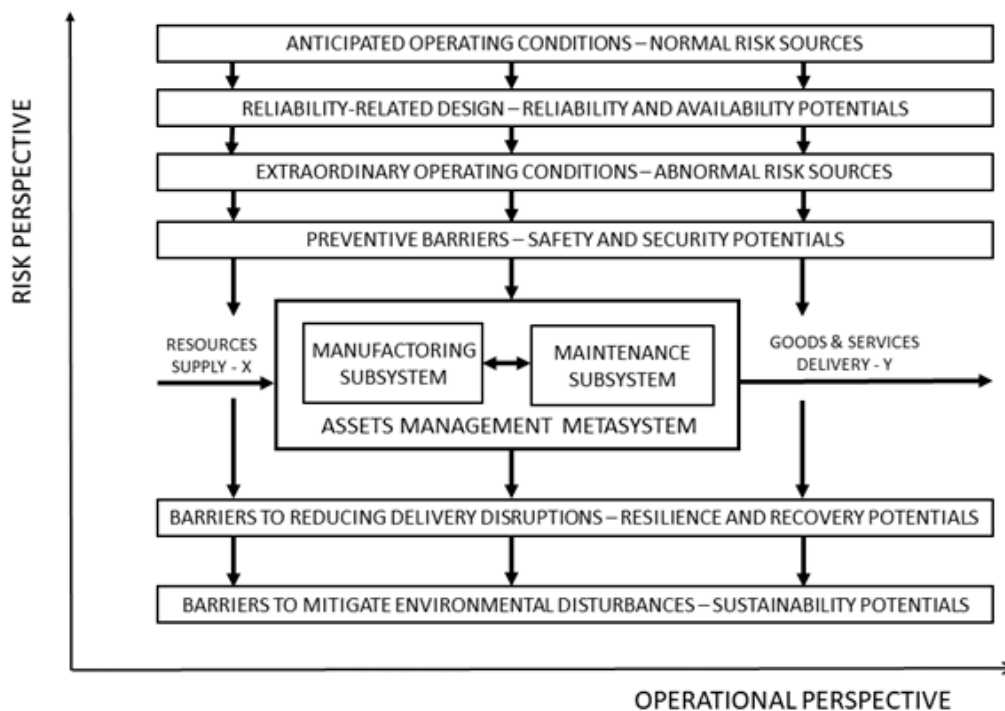 ANTICIPATED OPERATING CONDITIONS – NORMAL RISK SOURCES
RELIABILITY-RELATED DESIGN – RELIABILITY AND AVAILABILITY POTENTIALS
EXTRAORDINARY OPERATING CONDITIONS – ABNORMAL RISK SOURCES
PREVENTIVE BARRIERS – SAFETY AND SECURITY POTENTIALS
RISK PERSPECTIVE
RESOURCES
SUPPLY - X
MANUFACTORING
SUBSYSTEM
MAINTENANCE
SUBSYSTEM
ASSETS MANAGEMENT METASYSTEM
GOODS & SERVICES
DELIVERY - Y
BARRIERS TO REDUCING DELIVERY DISRUPTIONS – RESILIENCE AND RECOVERY POTENTIALS
BARRIERS TO MITIGATE ENVIRONMENTAL DISTURBANCES – SUSTAINABILITY POTENTIALS
OPERATIONAL PERSPECTIVE